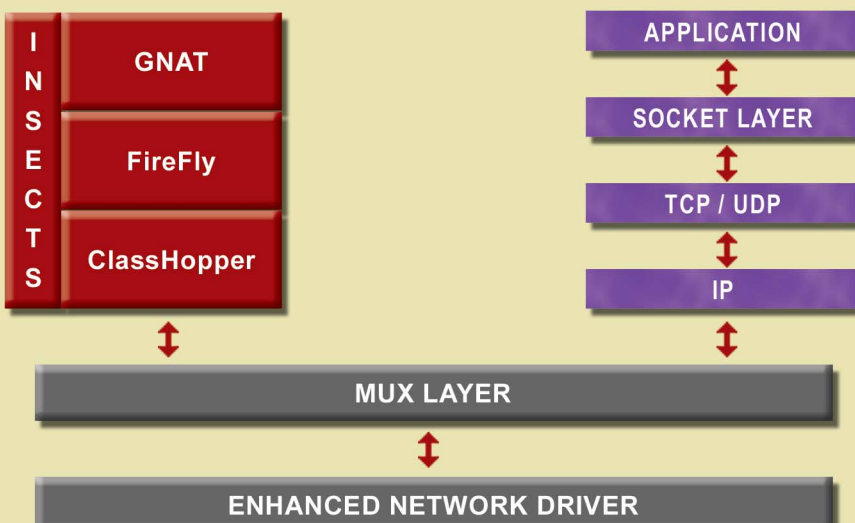 INSECTS
GNAT
FireFly
ClassHopper
APPLICATION
SOCKET LAYER
TCP / UDP
IP
MUX LAYER
ENHANCED NETWORK DRIVER